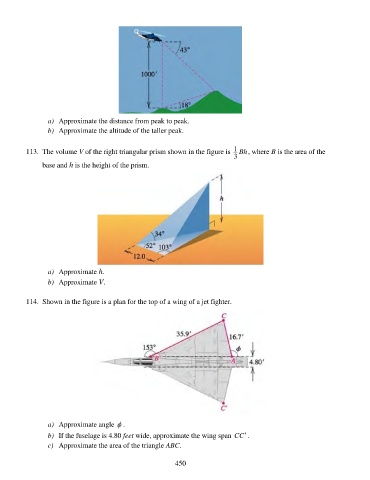 43°
1000'
18°
a) Approximate the distance from peak to peak.
b) Approximate the altitude of the taller peak.
113. The volume V of the right triangular prism shown in the figure is 1/3 Bh, where B is the area of the
base and h is the height of the prism.
h
34°
52° 103°
12.0
a) Approximate h.
b) Approximate V.
114. Shown in the figure is a plan for the top of a wing of a jet fighter.
C
35.9'
16.7'
153°
ϕ
B
A
4.80'
C'
a) Approximate angle ϕ .
b) If the fuselage is 4.80 feet wide, approximate the wing span CC' .
c) Approximate the area of the triangle ABC.
450